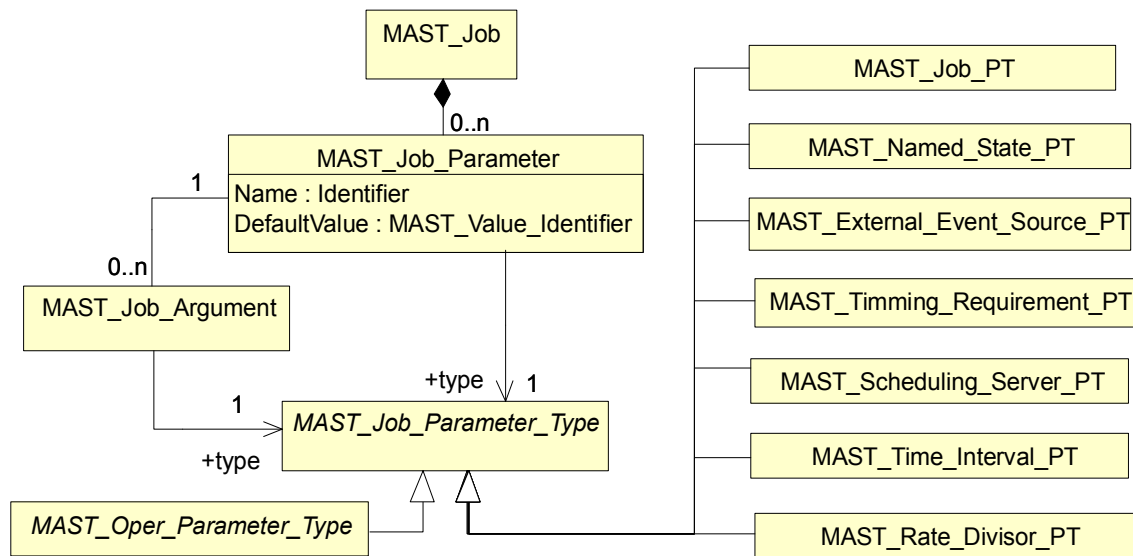 MAST_Job
0..n
MAST_Job_Parameter
Name : Identifier
DefaultValue : MAST_Value_Identifier
1
0..n
MAST_Job_Argument
+type
1
1
+type
MAST_Job_Parameter_Type
MAST_Oper_Parameter_Type
MAST_Job_PT
MAST_Named_State_PT
MAST_External_Event_Source_PT
MAST_Timming_Requirement_PT
MAST_Scheduling_Server_PT
MAST_Time_Interval_PT
MAST_Rate_Divisor_PT